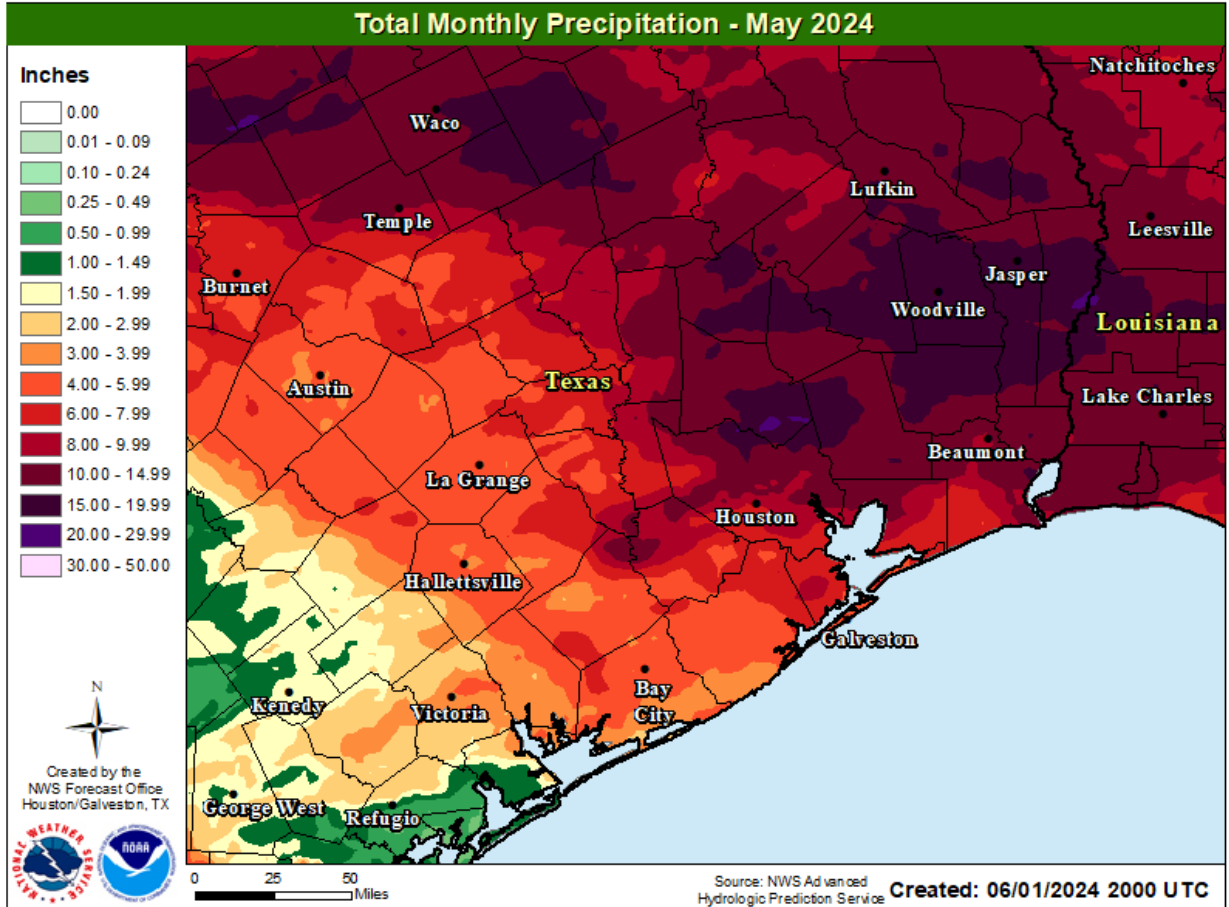 Total Monthly Precipitation - May 2024
Inches
0.00
0.01 - 0.09
0.10 - 0.24
0.25 - 0.49
0.50 - 0.99
1.00 - 1.49
1.50 - 1.99
2.00 - 2.99
3.00 - 3.99
4.00 - 5.99
6.00 - 7.99
8.00 - 9.99
10.00 - 14.99
15.00 - 19.99
20.00 - 29.99
30.00 - 50.00
Natchitoches
Waco
Lufkin
Temple
Leesville
Burnet
Jasper
Woodville
Louisiana
Austin
Texas
Lake Charles
Beaumont
La Grange
Houston
Hallettsville
Galveston
Kenedy
Victoria
Bay
City
George West
Refugio
N
Created by the
NWS Forecast Office
Houston/Galveston, TX
NATIONAL WEATHER SERVICE
NOAA
0 25 50
Miles
Source: NWS Advanced
Hydrologic Prediction Service
Created: 06/01/2024 2000 UTC